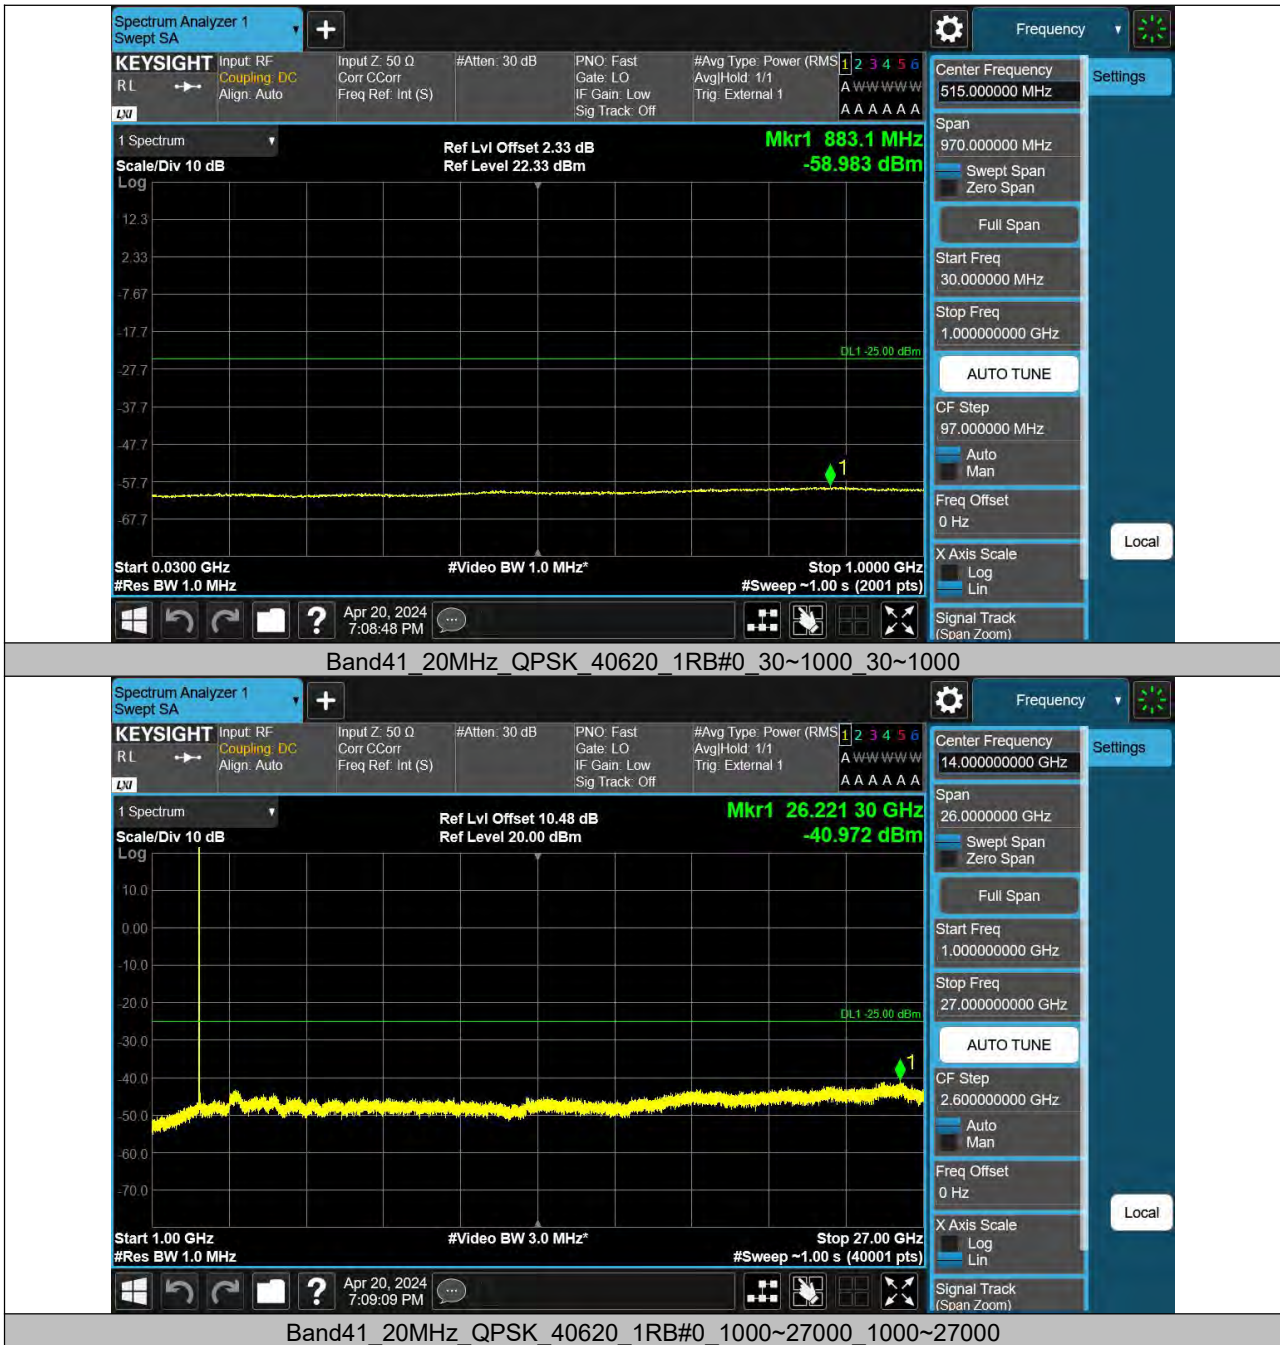 Spectrum Analyzer 1
Swept SA
Frequency
KEYSIGHT
RL
LXI
Input: RF
Coupling: DC
Align: Auto
Input Z: 50 Ω
Corr CCorr
Freq Ref: Int (S)
#Atten: 30 dB
PNO: Fast
Gate: LO
IF Gain: Low
Sig Track: Off
#Avg Type: Power (RMS
Avg|Hold: 1/1
Trig: External 1
1 2 3 4 5 6
A W W W W W
A A A A A A
Center Frequency
515.000000 MHz
Settings
1 Spectrum
Scale/Div 10 dB
Log
Ref Lvl Offset 2.33 dB
Ref Level 22.33 dBm
Mkr1 883.1 MHz
-58.983 dBm
Span
970.000000 MHz
Swept Span
Zero Span
Full Span
Start Freq
30.000000 MHz
Stop Freq
1.000000000 GHz
AUTO TUNE
CF Step
97.000000 MHz
Auto
Man
Freq Offset
0 Hz
X Axis Scale
Log
Lin
Signal Track
(Span Zoom)
Local
12.3
2.33
-7.67
-17.7
-27.7
-37.7
-47.7
-57.7
-67.7
DL1 -25.00 dBm
1
Start 0.0300 GHz
#Res BW 1.0 MHz
#Video BW 1.0 MHz*
Stop 1.0000 GHz
#Sweep ~1.00 s (2001 pts)
Apr 20, 2024
7:08:48 PM
Band41_20MHz_QPSK_40620_1RB#0_30~1000_30~1000
Spectrum Analyzer 1
Swept SA
Frequency
KEYSIGHT
RL
LXI
Input: RF
Coupling: DC
Align: Auto
Input Z: 50 Ω
Corr CCorr
Freq Ref: Int (S)
#Atten: 30 dB
PNO: Fast
Gate: LO
IF Gain: Low
Sig Track: Off
#Avg Type: Power (RMS
Avg|Hold: 1/1
Trig: External 1
1 2 3 4 5 6
A W W W W W
A A A A A A
Center Frequency
14.000000000 GHz
Settings
1 Spectrum
Scale/Div 10 dB
Log
Ref Lvl Offset 10.48 dB
Ref Level 20.00 dBm
Mkr1 26.221 30 GHz
-40.972 dBm
Span
26.0000000 GHz
Swept Span
Zero Span
Full Span
Start Freq
1.000000000 GHz
Stop Freq
27.000000000 GHz
AUTO TUNE
CF Step
2.600000000 GHz
Auto
Man
Freq Offset
0 Hz
X Axis Scale
Log
Lin
Signal Track
(Span Zoom)
Local
10.0
0.00
-10.0
-20.0
-30.0
-40.0
-50.0
-60.0
-70.0
DL1 -25.00 dBm
1
Start 1.00 GHz
#Res BW 1.0 MHz
#Video BW 3.0 MHz*
Stop 27.00 GHz
#Sweep ~1.00 s (40001 pts)
Apr 20, 2024
7:09:09 PM
Band41_20MHz_QPSK_40620_1RB#0_1000~27000_1000~27000